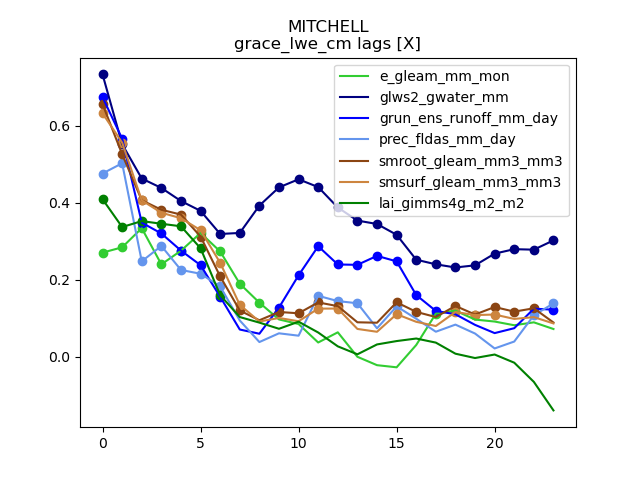 MITCHELL
grace_lwe_cm lags [X]
e_gleam_mm_mon
glws2_gwater_mm
grun_ens_runoff_mm_day
prec_fldas_mm_day
smroot_gleam_mm3_mm3
smsurf_gleam_mm3_mm3
lai_gimms4g_m2_m2
0.6
0.4
0.2
0.0
0 5 10 15 20